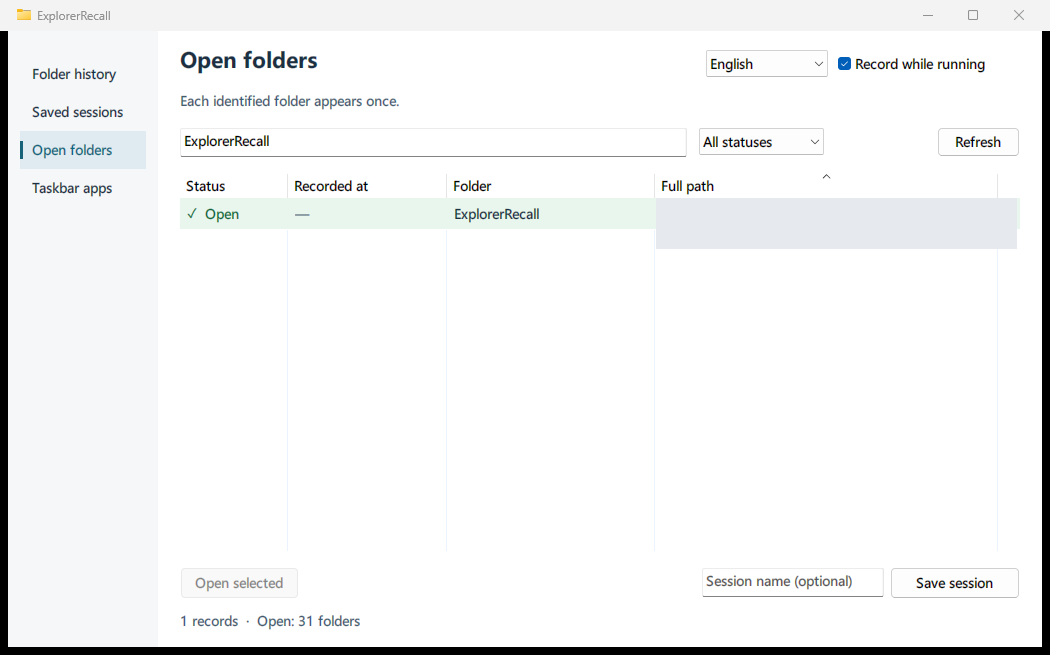 ExplorerRecall
Folder history
Saved sessions
Open folders
Taskbar apps
Open folders
English
Record while running
Each identified folder appears once.
ExplorerRecall
All statuses
Refresh
Status Recorded at Folder Full path
✓ Open — ExplorerRecall
Open selected
Session name (optional)
Save session
1 records · Open: 31 folders